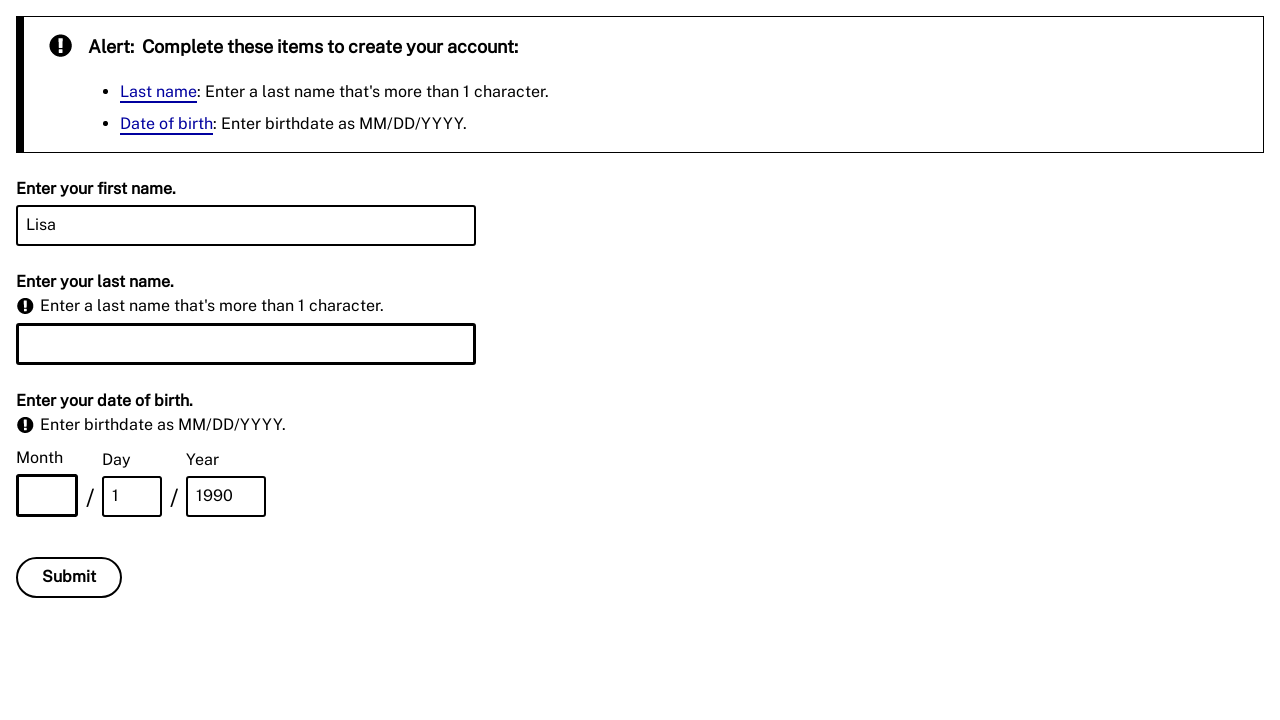 Alert: Complete these items to create your account:
Last name: Enter a last name that's more than 1 character.
Date of birth: Enter birthdate as MM/DD/YYYY.
Enter your first name.
Lisa
Enter your last name.
Enter a last name that's more than 1 character.
Enter your date of birth.
Enter birthdate as MM/DD/YYYY.
Month Day Year
/ 1 / 1990
Submit